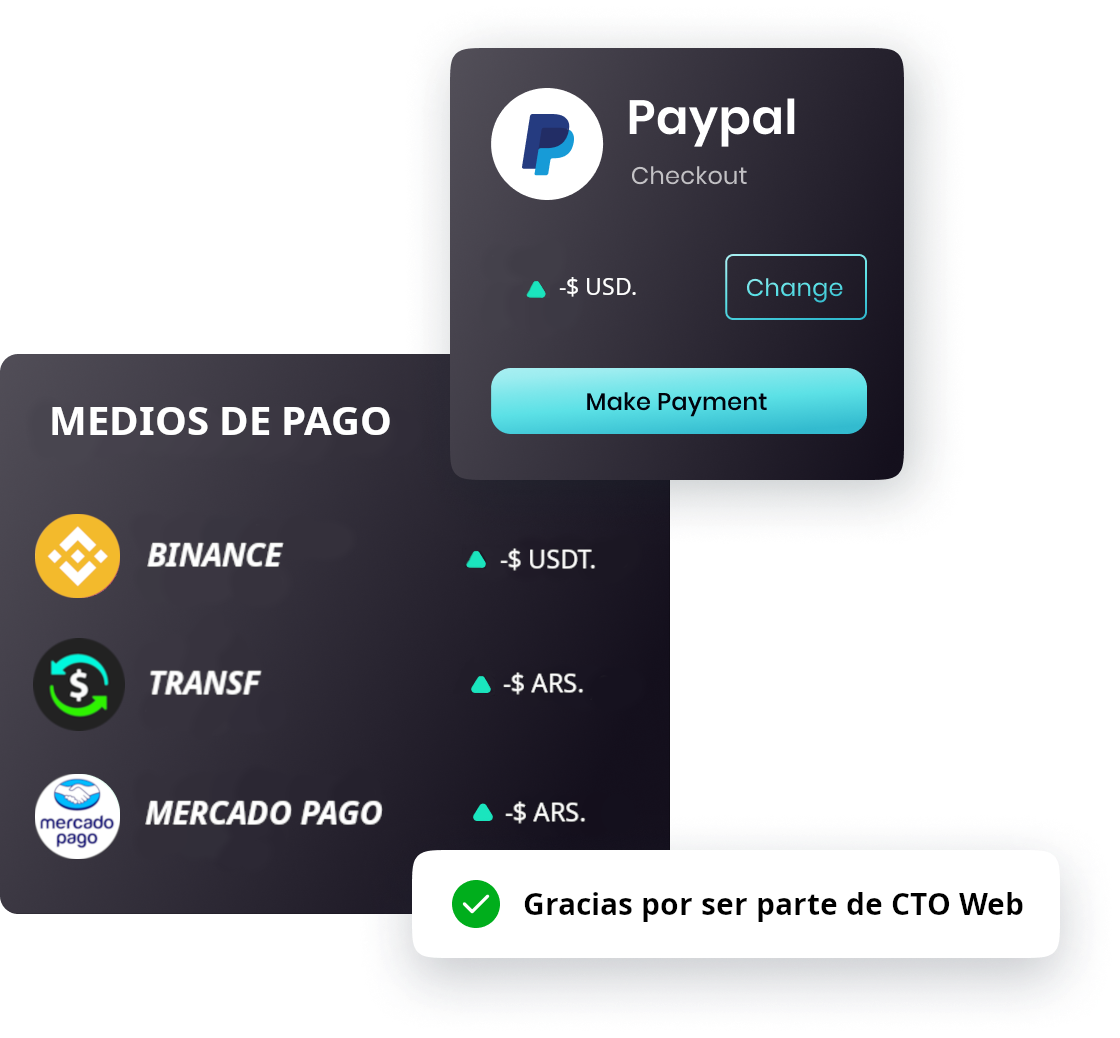 Paypal
Checkout
-$ USD.
Change
Make Payment
MEDIOS DE PAGO
BINANCE
-$ USDT.
$
TRANSF
-$ ARS.
mercado
pago
MERCADO PAGO
-$ ARS.
Gracias por ser parte de CTO Web